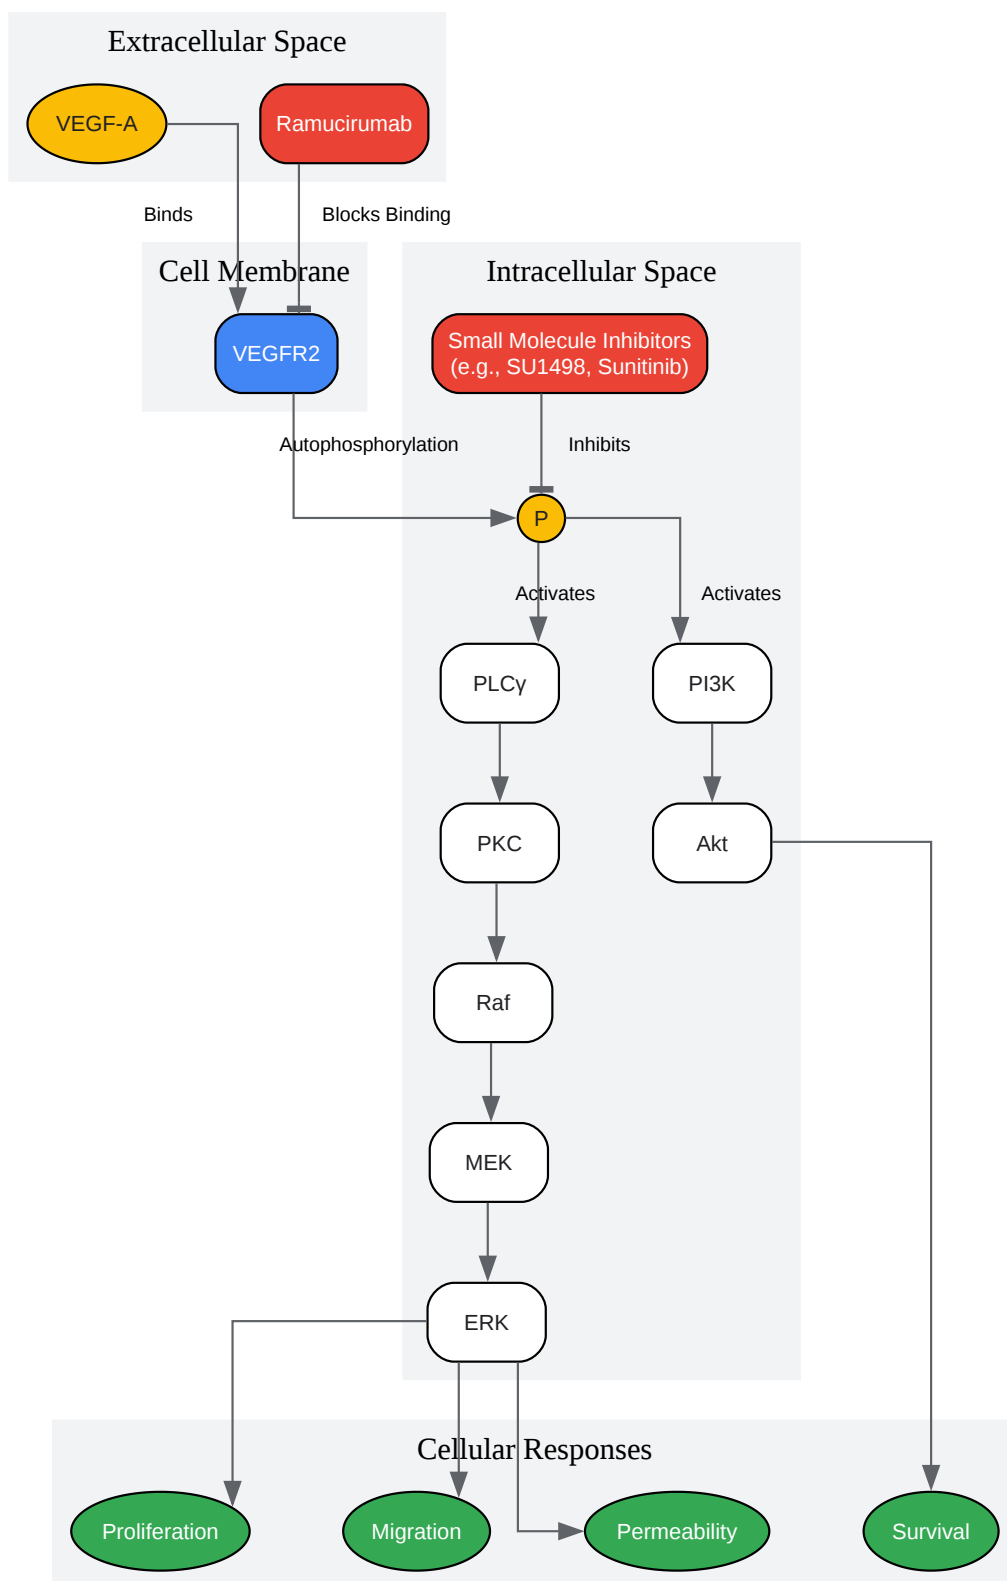 Extracellular Space
VEGF-A
Ramucirumab
Binds
Blocks Binding
Cell Membrane
Intracellular Space
VEGFR2
Small Molecule Inhibitors
(e.g., SU1498, Sunitinib)
Autophosphorylation
Inhibits
P
Activates
Activates
PLCγ
PI3K
PKC
Akt
Raf
MEK
ERK
Cellular Responses
Proliferation
Migration
Permeability
Survival